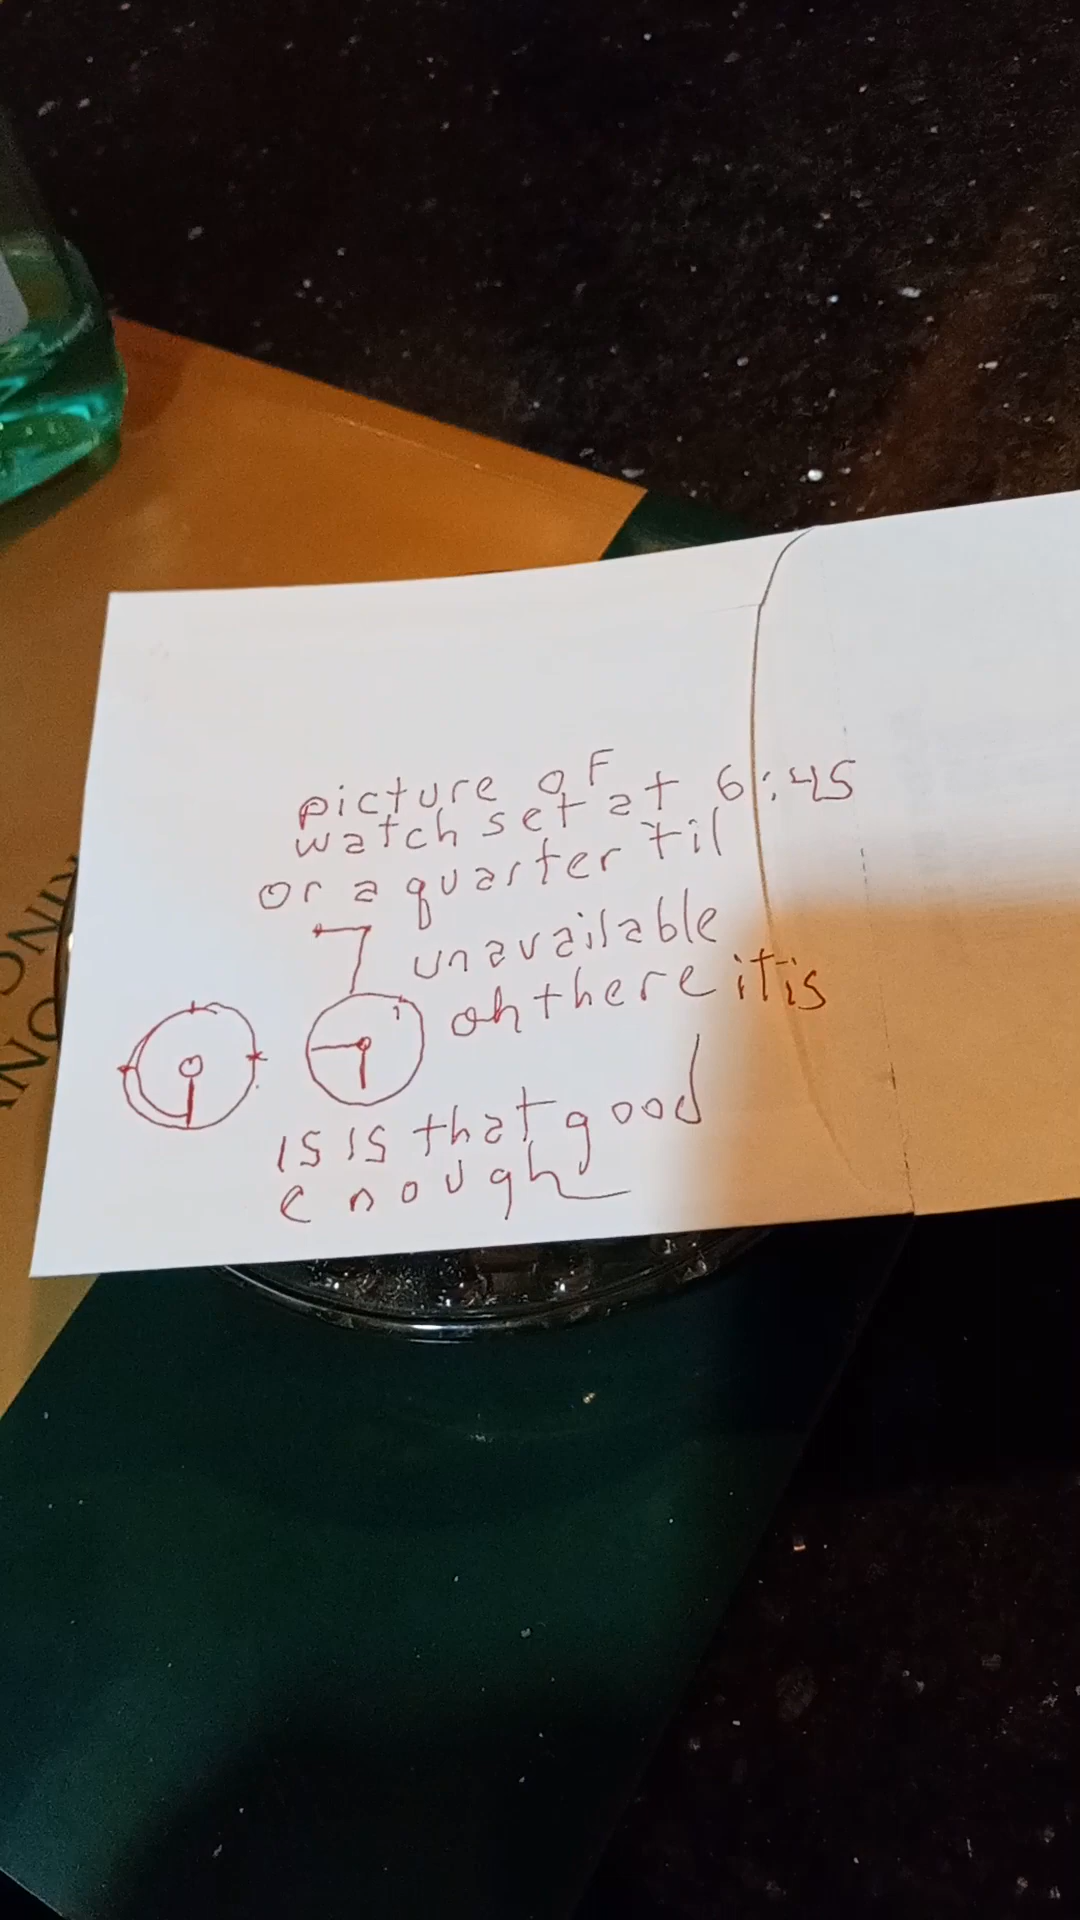 picture of
watch set at 6:45
or a quarter til
7 unavailable
oh there it is
is is that good
enough